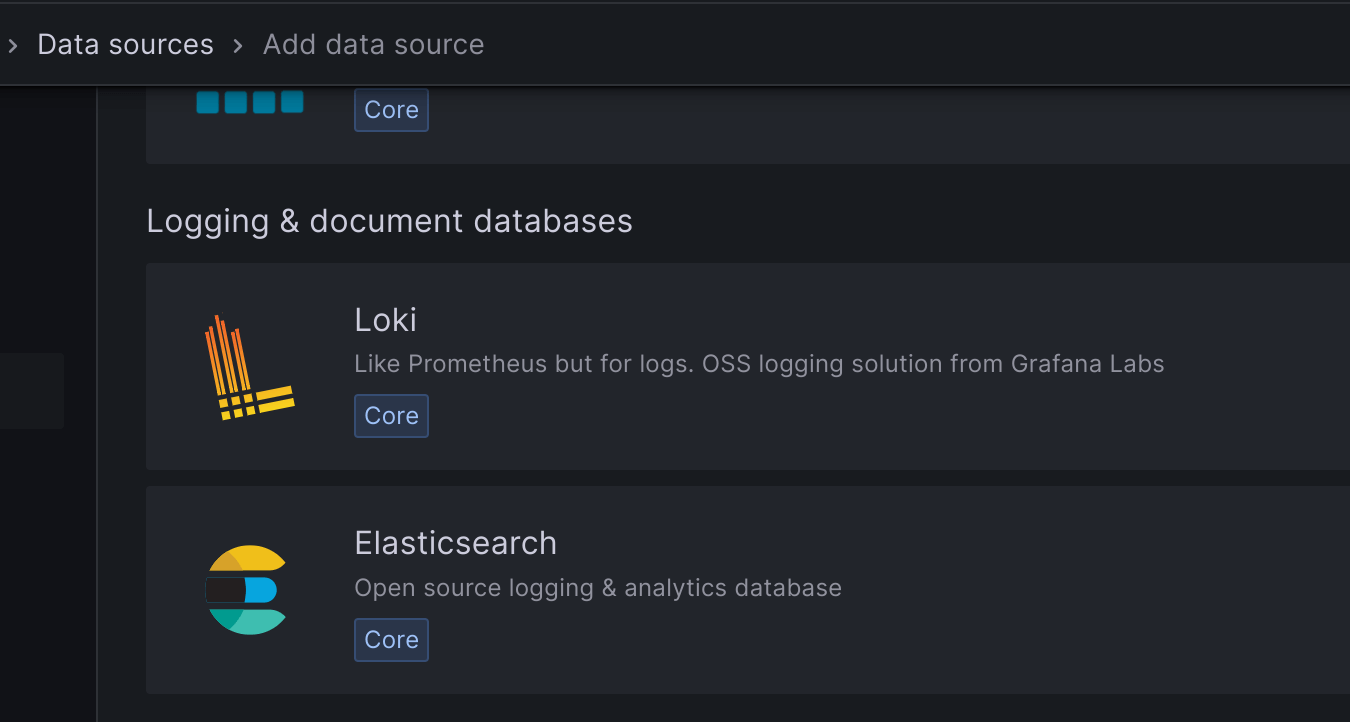 Data sources > Add data source
Core
Logging & document databases
Loki
Like Prometheus but for logs. OSS logging solution from Grafana Labs
Core
Elasticsearch
Open source logging & analytics database
Core